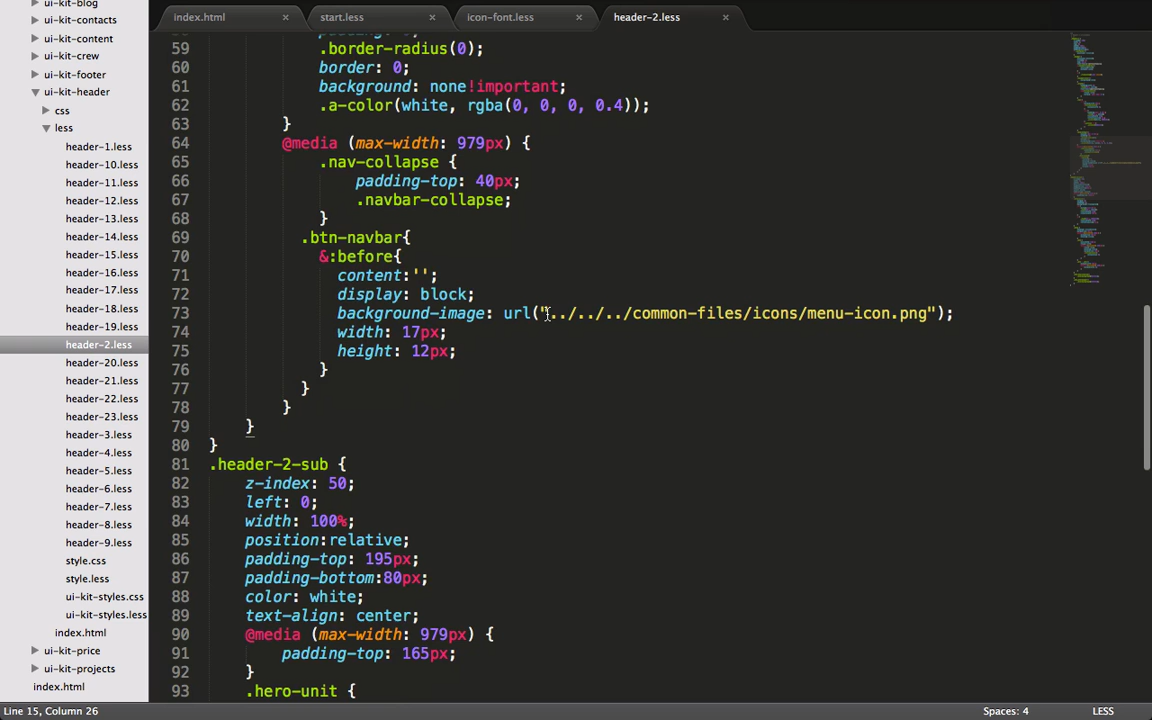 index.html × start.less × icon-font.less × header-2.less ×
ui-kit-blog
ui-kit-contacts
ui-kit-content
ui-kit-crew
ui-kit-footer
ui-kit-header
css
less
header-1.less
header-10.less
header-11.less
header-12.less
header-13.less
header-14.less
header-15.less
header-16.less
header-17.less
header-18.less
header-19.less
header-2.less
header-20.less
header-21.less
header-22.less
header-23.less
header-3.less
header-4.less
header-5.less
header-6.less
header-7.less
header-8.less
header-9.less
style.css
style.less
ui-kit-styles.css
ui-kit-styles.less
index.html
ui-kit-price
ui-kit-projects
index.html
59 .border-radius(0);
60 border: 0;
61 background: none!important;
62 .a-color(white, rgba(0, 0, 0, 0.4));
63 }
64 @media (max-width: 979px) {
65 .nav-collapse {
66 padding-top: 40px;
67 .navbar-collapse;
68 }
69 .btn-navbar{
70 &:before{
71 content:'';
72 display: block;
73 background-image: url("../../../common-files/icons/menu-icon.png");
74 width: 17px;
75 height: 12px;
76 }
77 }
78 }
79 }
80 }
81 .header-2-sub {
82 z-index: 50;
83 left: 0;
84 width: 100%;
85 position:relative;
86 padding-top: 195px;
87 padding-bottom:80px;
88 color: white;
89 text-align: center;
90 @media (max-width: 979px) {
91 padding-top: 165px;
92 }
93 .hero-unit {
Line 15, Column 26 Spaces: 4 LESS